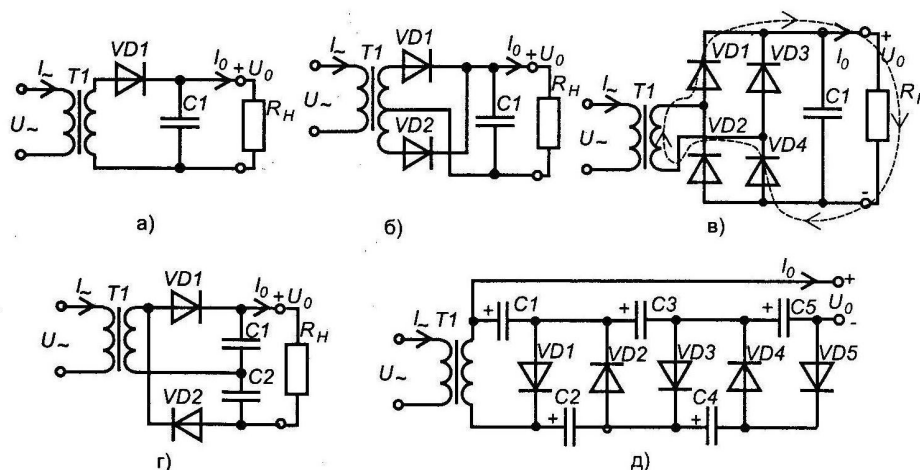 VD1
I~ T1 I0 + U0
U~ C1 RH
а)
VD1
I~ T1 I0 + U0
U~ C1 RH
VD2
б)
VD1 VD3 I0 + U0
I~ T1 C1 RH
U~ VD2 VD4 -
в)
VD1
I~ T1 I0 + U0
U~ C1 RH
C2
VD2
г)
I0 +
I~ T1 + C1 + C3 + C5 U0 -
U~ VD1 VD2 VD3 VD4 VD5
+ C2 + C4
д)